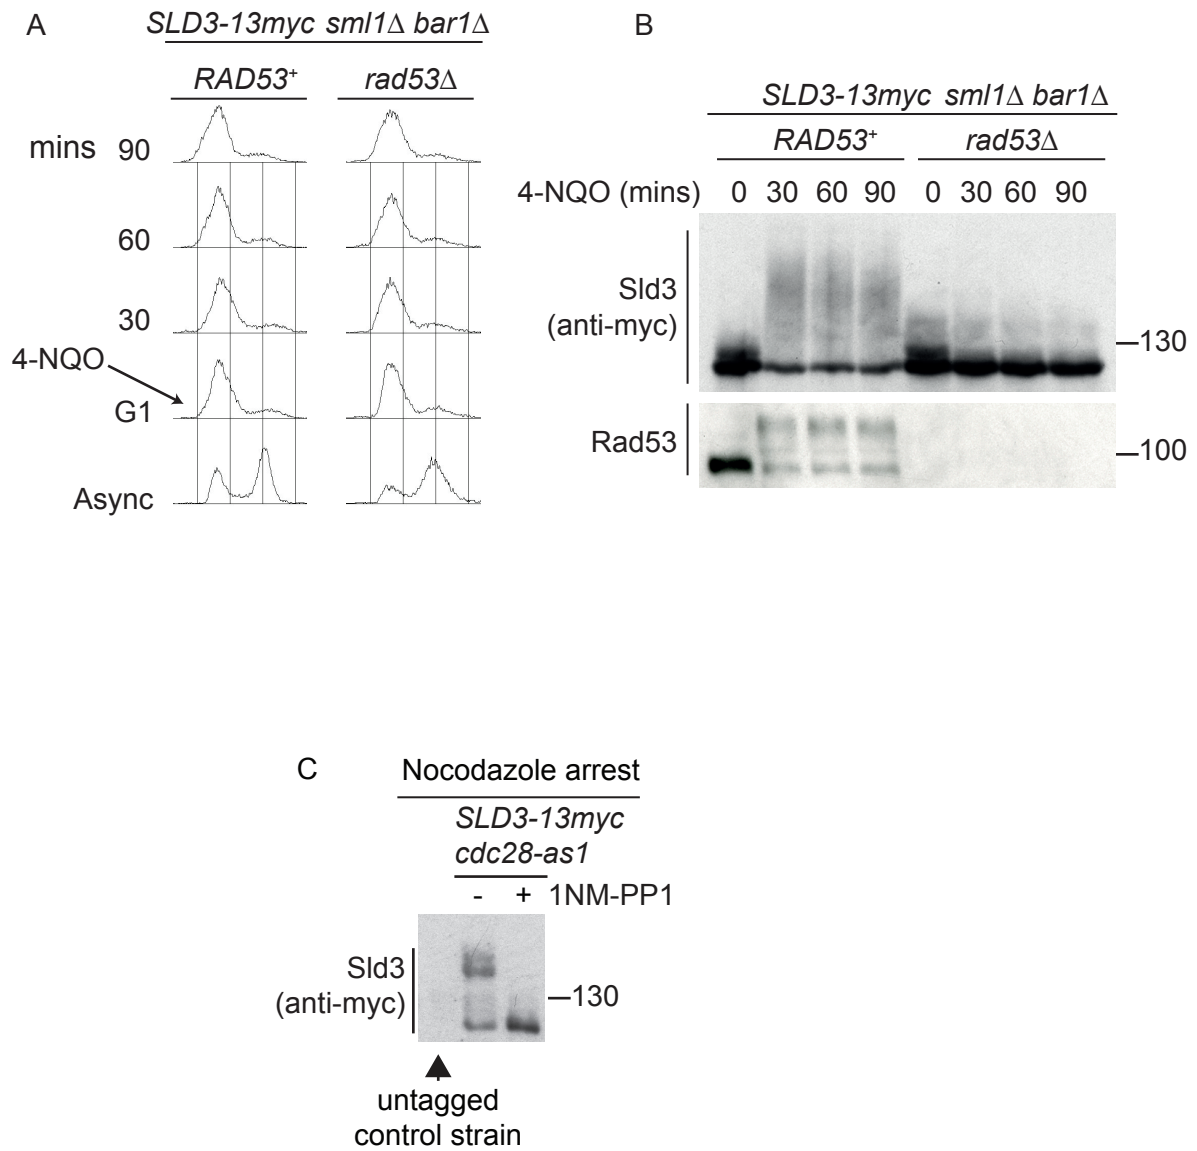 A
SLD3-13myc sml1Δ bar1Δ
RAD53+ rad53Δ
mins 90
60
30
4-NQO
G1
Async
B
SLD3-13myc sml1Δ bar1Δ
RAD53+ rad53Δ
4-NQO (mins) 0 30 60 90 0 30 60 90
Sld3
(anti-myc)
130
Rad53
100
C
Nocodazole arrest
SLD3-13myc
cdc28-as1
- + 1NM-PP1
Sld3
(anti-myc)
130
untagged
control strain